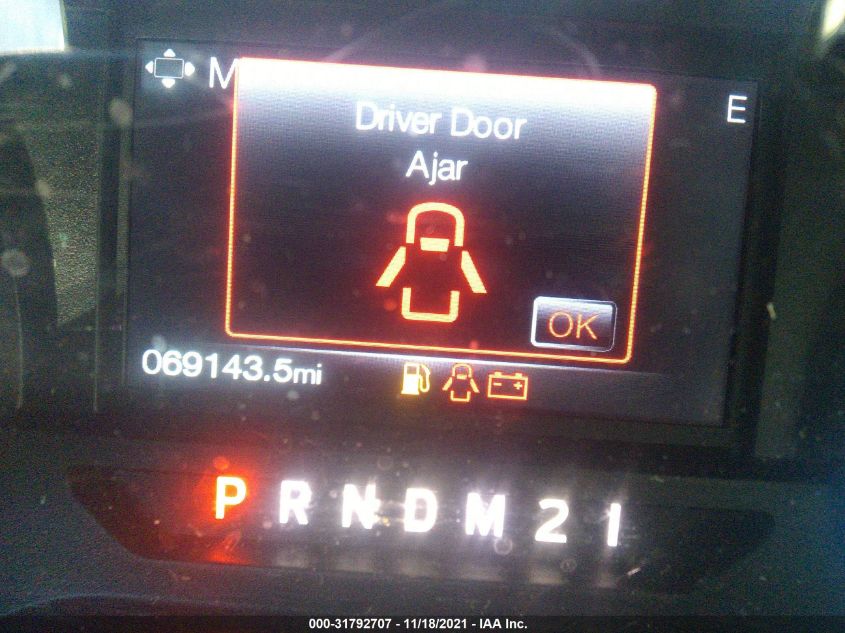 M
E
Driver Door
Ajar
OK
069143.5mi
P R N D M 2 1
000-31792707 - 11/18/2021 - IAA Inc.